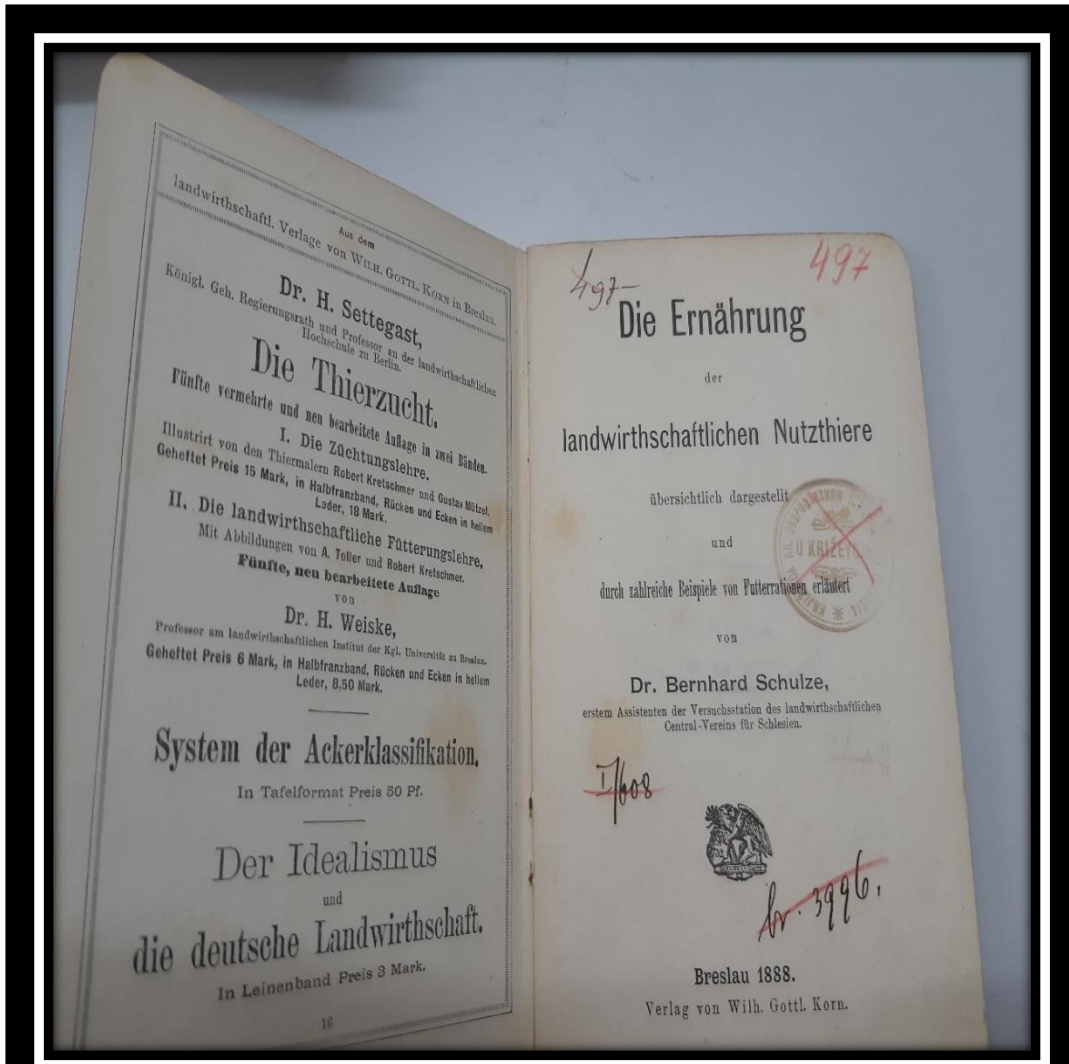 Aus dem
landwirthschaftl. Verlage von WILH. GOTTL. KORN in Breslau.
Dr. H. Settegast,
Königl. Geh. Regierungsrath und Professor an der landwirthschaftlichen
Hochschule zu Berlin.
Die Thierzucht.
Fünfte vermehrte und neu bearbeitete Auflage in zwei Bänden.
I. Die Züchtungslehre.
Illustrirt von den Thiermalern Robert Kretschmer und Gustav Mützel.
Geheftet Preis 15 Mark, in Halbfranzband, Rücken und Ecken in hellem
Leder, 18 Mark.
II. Die landwirthschaftliche Fütterungslehre.
Mit Abbildungen von A. Toller und Robert Kretschmer.
Fünfte, neu bearbeitete Auflage
von
Dr. H. Weiske,
Professor am landwirthschaftlichen Institut der Kgl. Universität zu Breslau.
Geheftet Preis 6 Mark, in Halbfranzband, Rücken und Ecken in hellem
Leder, 8,50 Mark.
System der Ackerklassifikation.
In Tafelformat Preis 50 Pf.
Der Idealismus
und
die deutsche Landwirthschaft.
In Leinenband Preis 3 Mark.
16
497-
497
Die Ernährung
der
landwirthschaftlichen Nutzthiere
übersichtlich dargestellt
und
durch zahlreiche Beispiele von Futterrationen erläutert
von
Dr. Bernhard Schulze,
erstem Assistenten der Versuchsstation des landwirthschaftlichen
Central-Vereins für Schlesien.
U
I/608
br. 3996.
Breslau 1888.
Verlag von Wilh. Gottl. Korn.